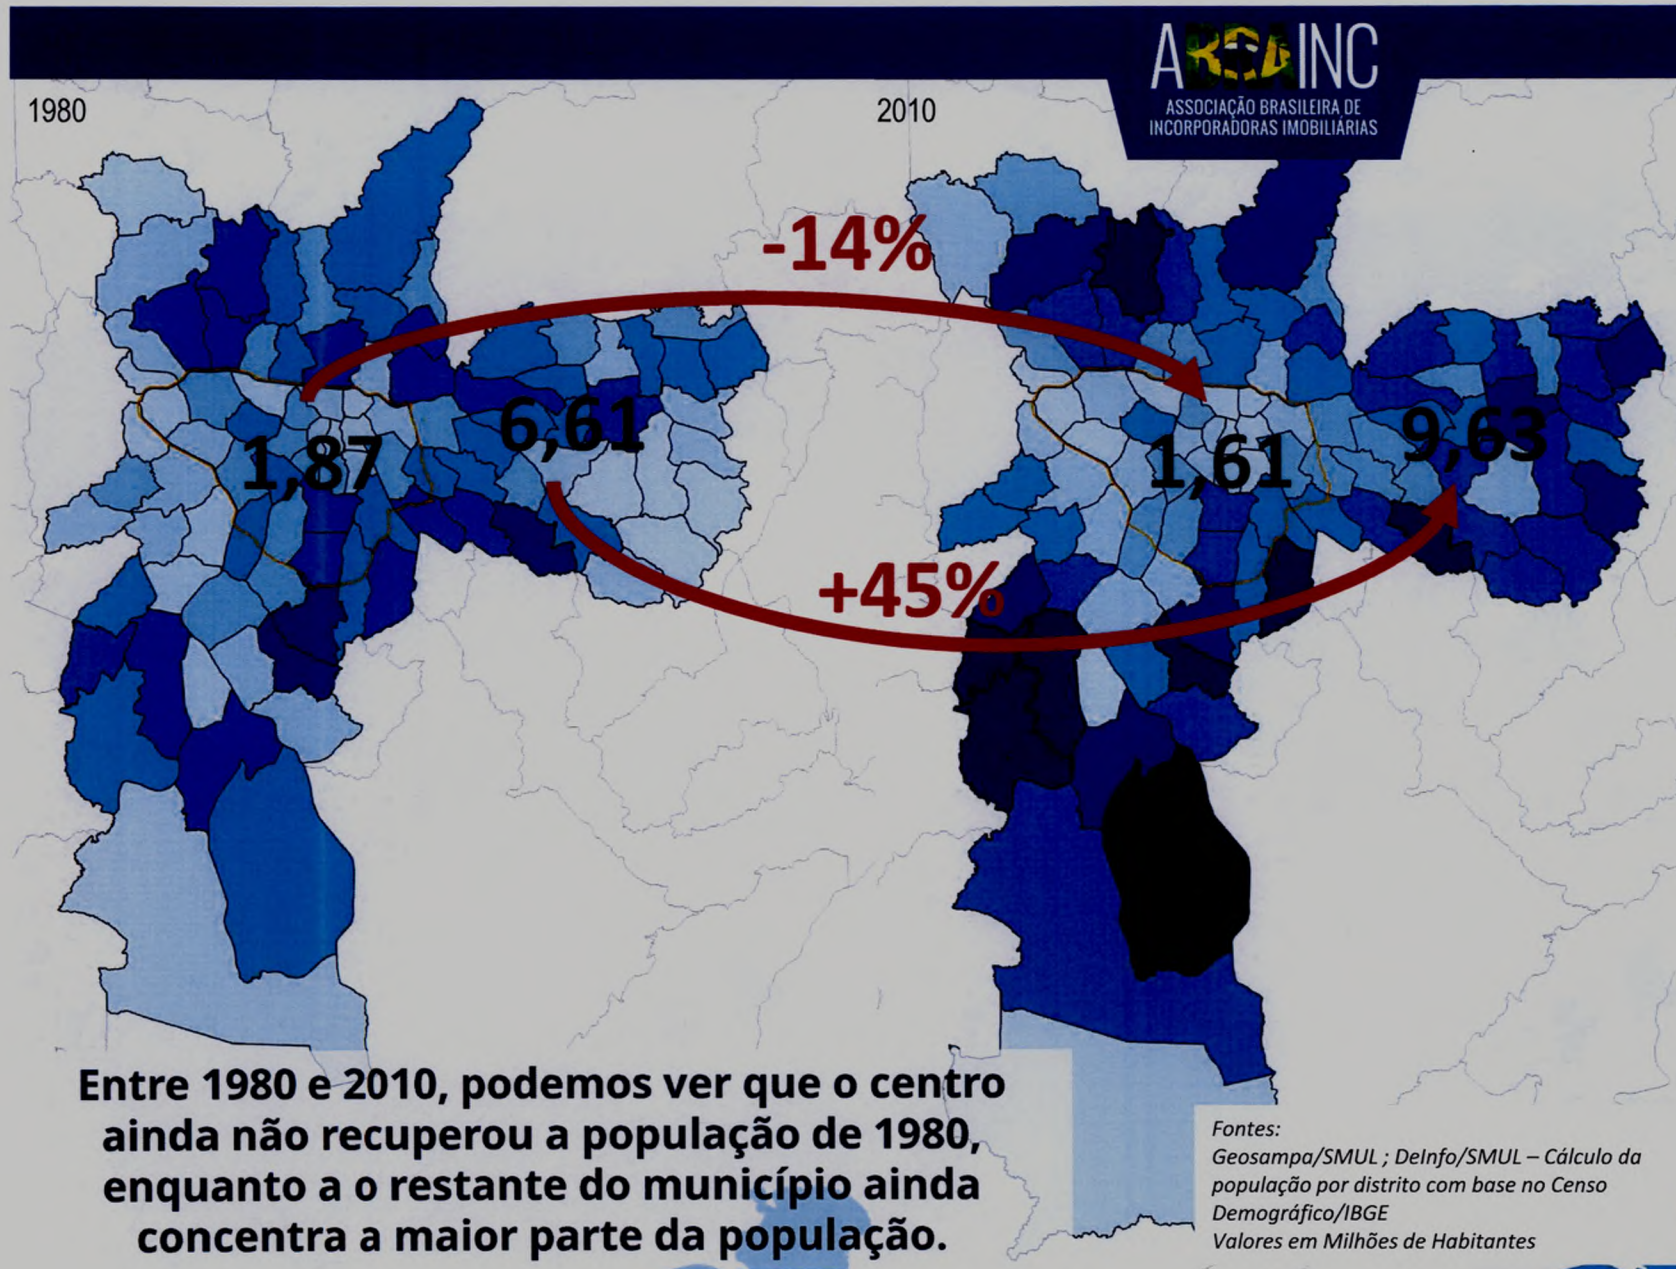 ABRAINC
ASSOCIAÇÃO BRASILEIRA DE
INCORPORADORAS IMOBILIÁRIAS
1980
2010
-14%
6,61
1,87
9,63
1,61
+45%
Entre 1980 e 2010, podemos ver que o centro
ainda não recuperou a população de 1980,
enquanto a o restante do município ainda
concentra a maior parte da população.
Fontes:
Geosampa/SMUL ; DeInfo/SMUL – Cálculo da
população por distrito com base no Censo
Demográfico/IBGE
Valores em Milhões de Habitantes